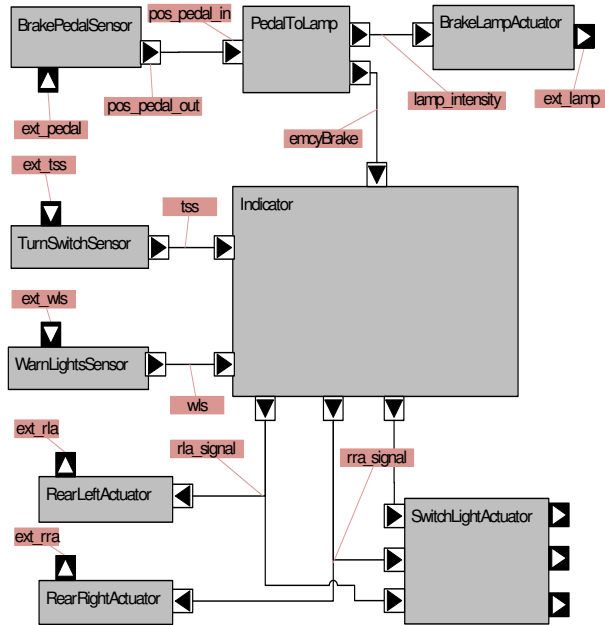 BrakePedalSensor
pos_pedal_in
PedalToLamp
BrakeLampActuator
ext_pedal
pos_pedal_out
lamp_intensity
ext_lamp
emcyBrake
ext_tss
tss
Indicator
TurnSwitchSensor
ext_wls
WarnLightsSensor
wls
ext_rla
rla_signal
rra_signal
RearLeftActuator
SwitchLightActuator
ext_rra
RearRightActuator